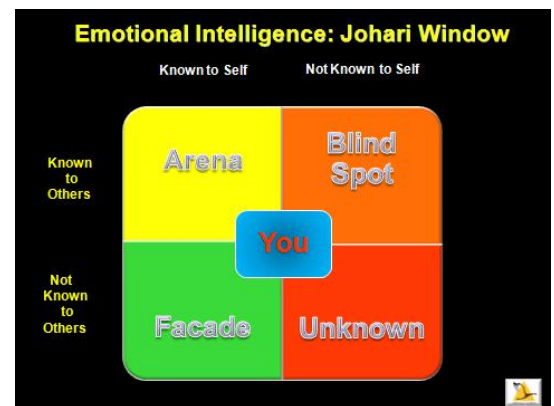 Emotional Intelligence: Johari Window
Known to Self
Not Known to Self
Known
to
Others
Arena
Blind
Spot
You
Not
Known
to
Others
Facade
Unknown